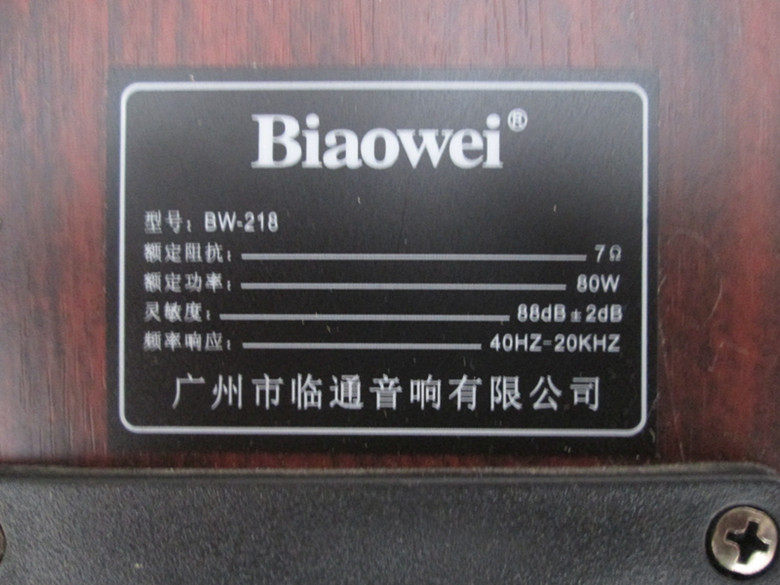 Biaowei®
型号：BW-218
额定阻抗：7Ω
额定功率：80W
灵敏度：88dB±2dB
频率响应：40HZ-20KHZ
广州市临通音响有限公司